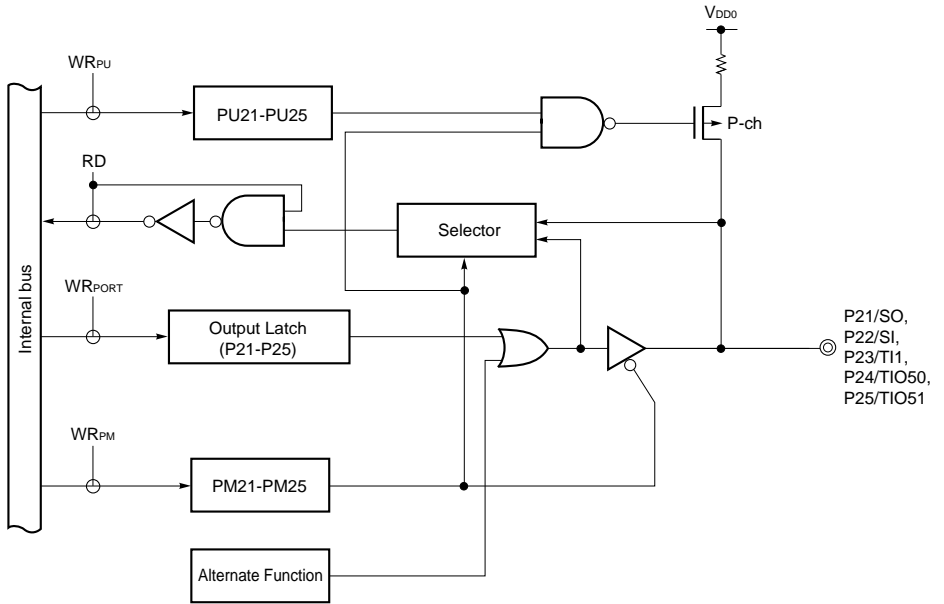 VDD0
WRPU
PU21-PU25
P-ch
RD
Selector
Internal bus
WRPORT
Output Latch
(P21-P25)
P21/SO,
P22/SI,
P23/TI1,
P24/TIO50,
P25/TIO51
WRPM
PM21-PM25
Alternate Function